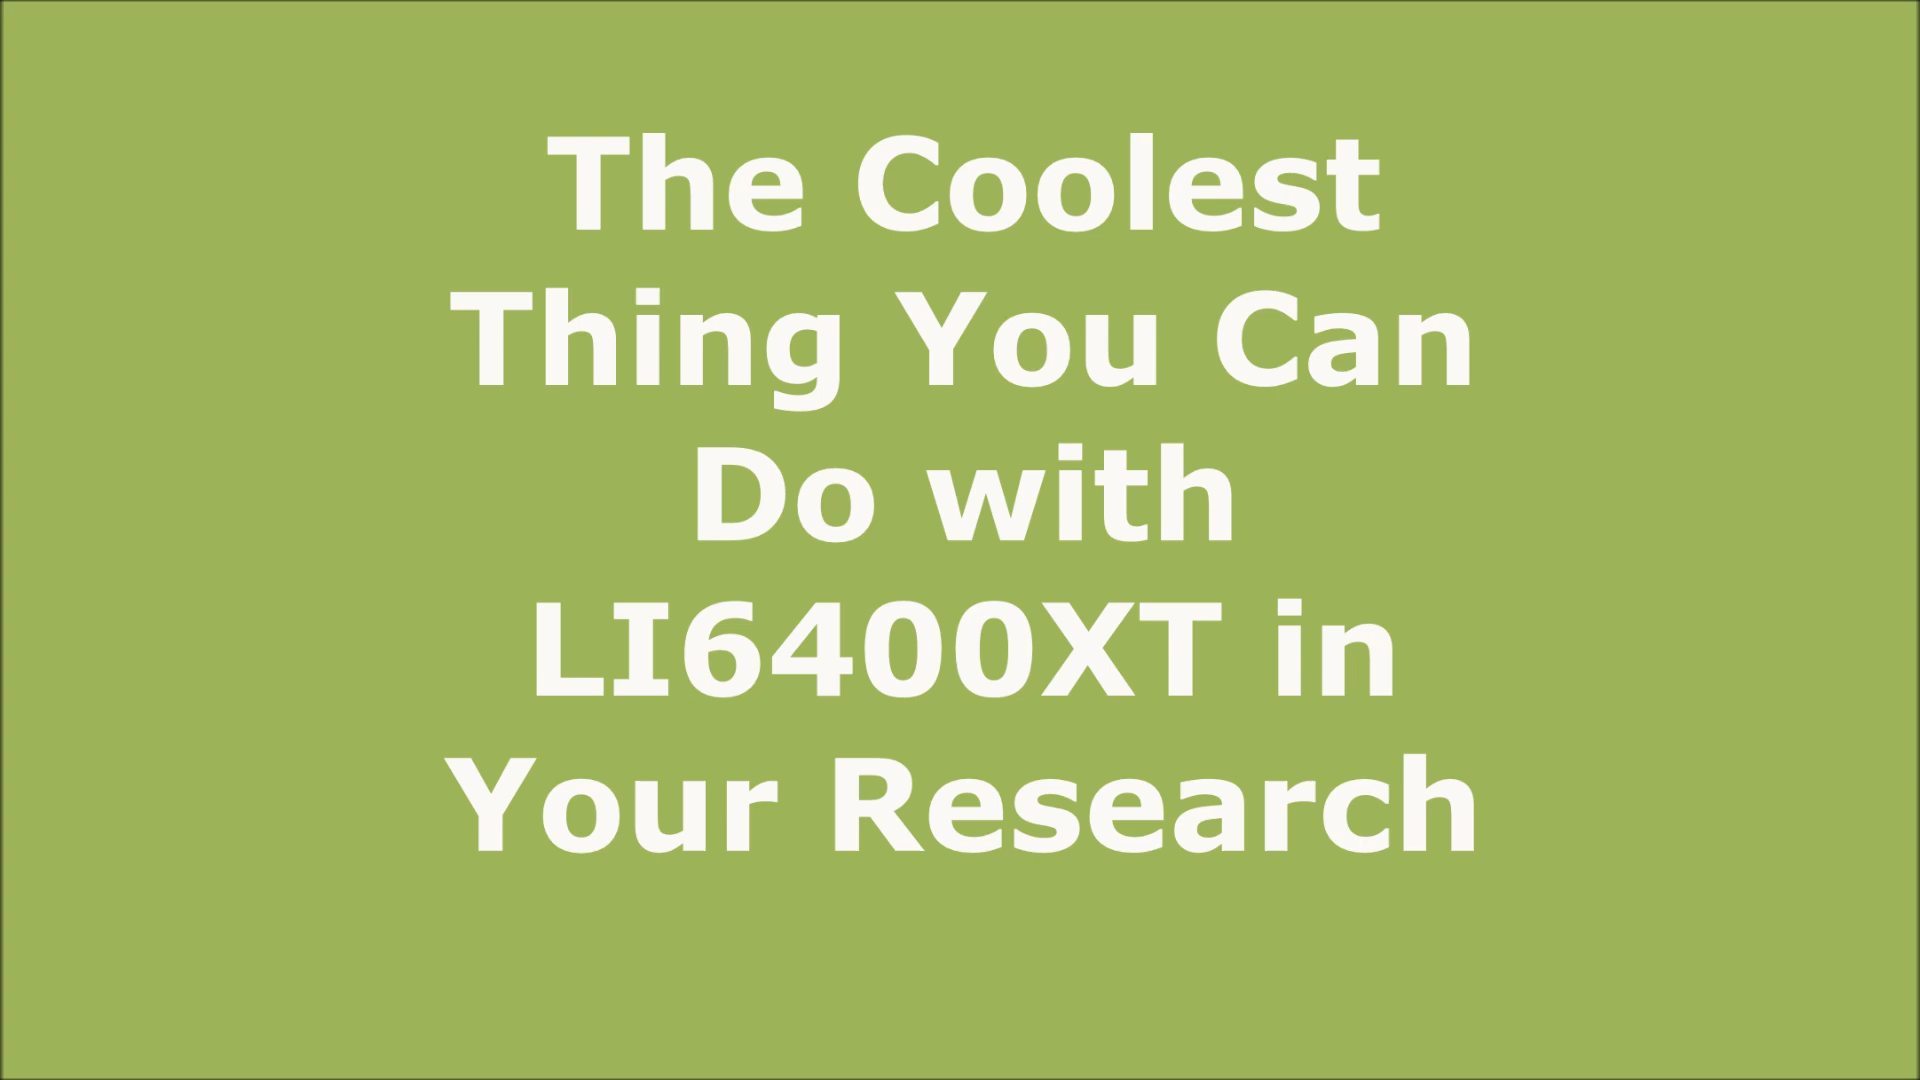 The Coolest
Thing You Can
Do with
LI6400XT in
Your Research